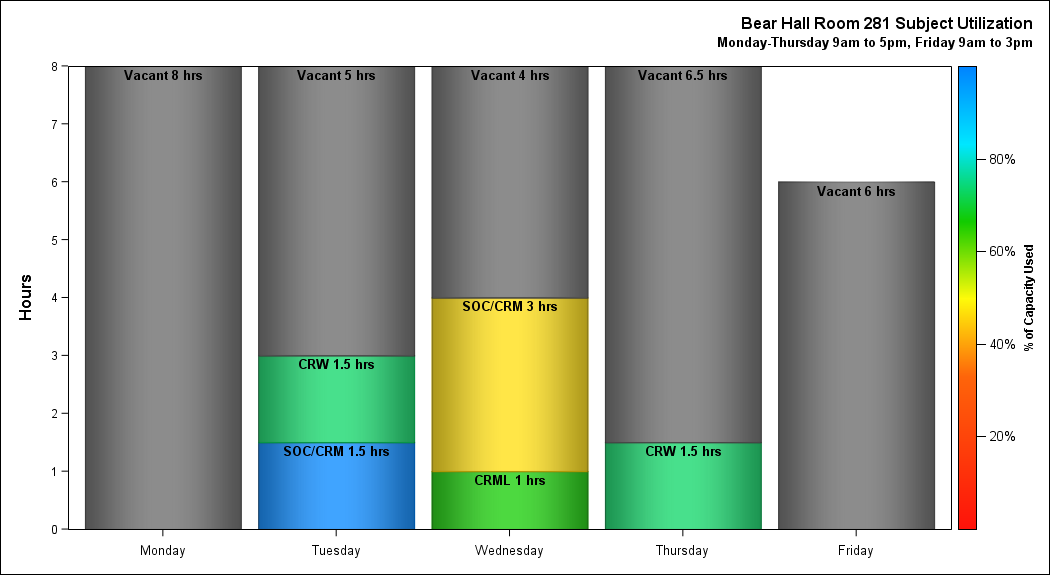 Bear Hall Room 281 Subject Utilization
Monday-Thursday 9am to 5pm, Friday 9am to 3pm
Hours
8
7
6
5
4
3
2
1
0
Vacant 8 hrs
Vacant 5 hrs
CRW 1.5 hrs
SOC/CRM 1.5 hrs
Vacant 4 hrs
SOC/CRM 3 hrs
CRML 1 hrs
Vacant 6.5 hrs
CRW 1.5 hrs
Vacant 6 hrs
Monday
Tuesday
Wednesday
Thursday
Friday
80%
60%
40%
20%
% of Capacity Used